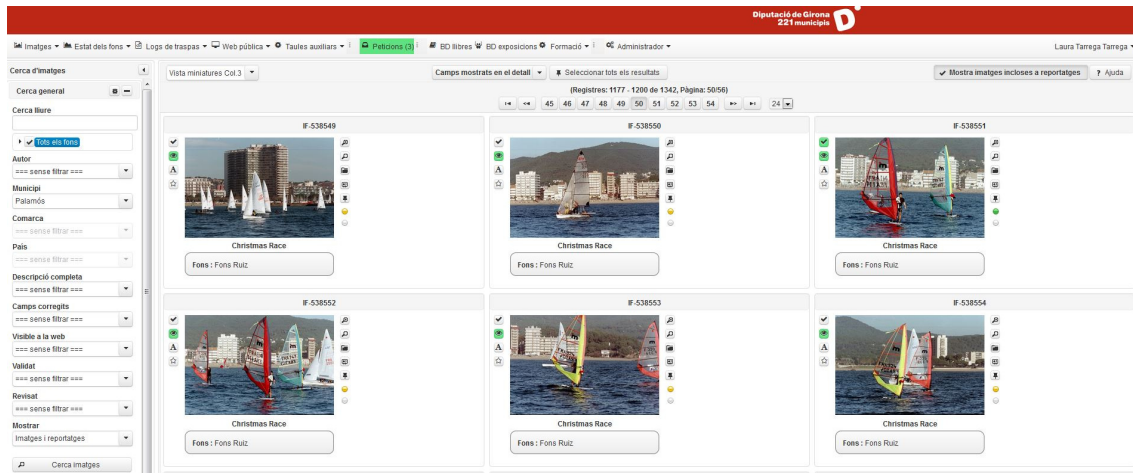 Diputació de Girona
221 municipis
Imatges
Estat dels fons
Logs de traspas
Web pública
Taules auxiliars
Peticions (3)
BD llibres
BD exposicions
Formació
Administrador
Laura Tarrega Tarrega
Cerca d'imatges
Vista miniatures Col.3
Camps mostrats en el detall
Seleccionar tots els resultats
Mostra imatges incloses a reportatges
? Ajuda
(Registres: 1177 - 1200 de 1342, Pàgina: 50/56)
45 46 47 48 49 50 51 52 53 54
24
Cerca general
Cerca lliure
Tots els fons
Autor
=== sense filtrar ===
Municipi
Palamós
Comarca
=== sense filtrar ===
País
=== sense filtrar ===
Descripció completa
=== sense filtrar ===
Camps corregits
=== sense filtrar ===
Visible a la web
=== sense filtrar ===
Validat
=== sense filtrar ===
Revisat
=== sense filtrar ===
Mostrar
Imatges i reportatges
Cerca imatges
IF-538549
A
Christmas Race
Fons : Fons Ruiz
IF-538550
A
Christmas Race
Fons : Fons Ruiz
IF-538551
A
Christmas Race
Fons : Fons Ruiz
IF-538552
A
Christmas Race
Fons : Fons Ruiz
IF-538553
A
Christmas Race
Fons : Fons Ruiz
IF-538554
A
Christmas Race
Fons : Fons Ruiz